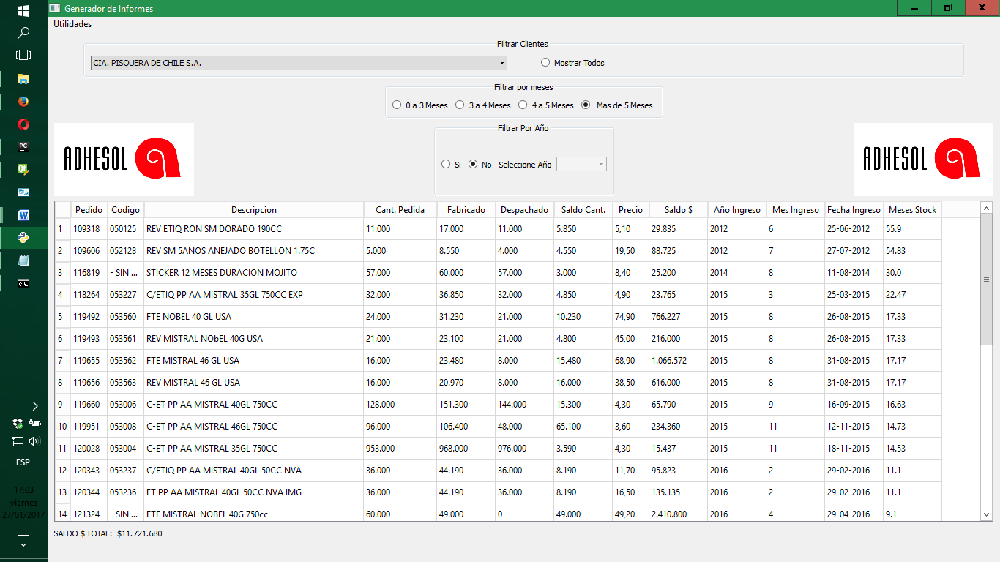 Generador de Informes
Utilidades
Filtrar Clientes
CIA. PISQUERA DE CHILE S.A. Mostrar Todos
Filtrar por meses
0 a 3 Meses 3 a 4 Meses 4 a 5 Meses Mas de 5 Meses
Filtrar Por Año
ADHESOL Si No Seleccione Año ADHESOL
Pedido Codigo Descripcion Cant. Pedida Fabricado Despachado Saldo Cant. Precio Saldo $ Año Ingreso Mes Ingreso Fecha Ingreso Meses Stock
1 109318 050125 REV ETIQ RON SM DORADO 190CC 11.000 17.000 11.000 5.850 5,10 29.835 2012 6 25-06-2012 55.9
2 109606 052128 REV SM 5ANOS ANEJADO BOTELLON 1.75C 5.000 8.550 4.000 4.550 19,50 88.725 2012 7 27-07-2012 54.83
3 116819 - SIN ... STICKER 12 MESES DURACION MOJITO 57.000 60.000 57.000 3.000 8,40 25.200 2014 8 11-08-2014 30.0
4 118264 053227 C/ETIQ PP AA MISTRAL 35GL 750CC EXP 32.000 36.850 32.000 4.850 4,90 23.765 2015 3 25-03-2015 22.47
5 119492 053560 FTE NOBEL 40 GL USA 24.000 31.230 21.000 10.230 74,90 766.227 2015 8 26-08-2015 17.33
6 119493 053561 REV MISTRAL NObEL 40G USA 21.000 23.100 21.000 4.800 45,00 216.000 2015 8 26-08-2015 17.33
7 119655 053562 FTE MISTRAL 46 GL USA 16.000 23.480 8.000 15.480 68,90 1.066.572 2015 8 31-08-2015 17.17
8 119656 053563 REV MISTRAL 46 GL USA 16.000 20.970 8.000 16.000 38,50 616.000 2015 8 31-08-2015 17.17
9 119660 053006 C-ET PP AA MISTRAL 40GL 750CC 128.000 151.300 144.000 15.300 4,30 65.790 2015 9 16-09-2015 16.63
10 119951 053008 C-ET PP AA MISTRAL 46GL 750CC 96.000 106.400 48.000 65.100 3,60 234.360 2015 11 12-11-2015 14.73
11 120028 053004 C-ET PP AA MISTRAL 35GL 750CC 953.000 968.000 976.000 3.590 4,30 15.437 2015 11 18-11-2015 14.53
12 120343 053237 C/ETIQ PP AA MISTRAL 40GL 50CC NVA 36.000 44.190 36.000 8.190 11,70 95.823 2016 2 29-02-2016 11.1
13 120344 053236 ET PP AA MISTRAL 40GL 50CC NVA IMG 36.000 44.190 36.000 8.190 16,50 135.135 2016 2 29-02-2016 11.1
14 121324 - SIN ... FTE MISTRAL NOBEL 40G 750cc 60.000 49.000 0 49.000 49,20 2.410.800 2016 4 29-04-2016 9.1
SALDO $ TOTAL: $11.721.680
PC
Qt
W
C:\.
ESP
17:03
viernes
27/01/2017